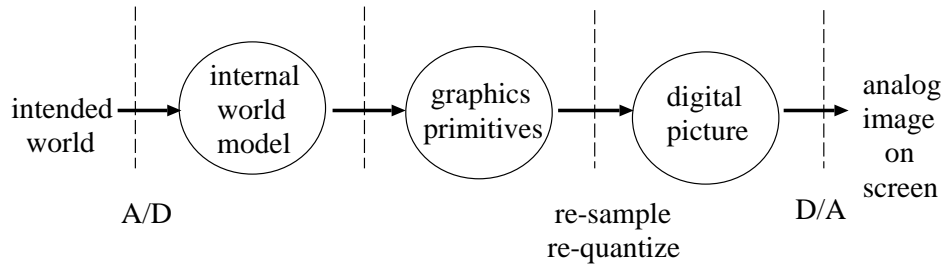 intended
world
internal
world
model
graphics
primitives
digital
picture
analog
image
on
screen
A/D
re-sample
re-quantize
D/A